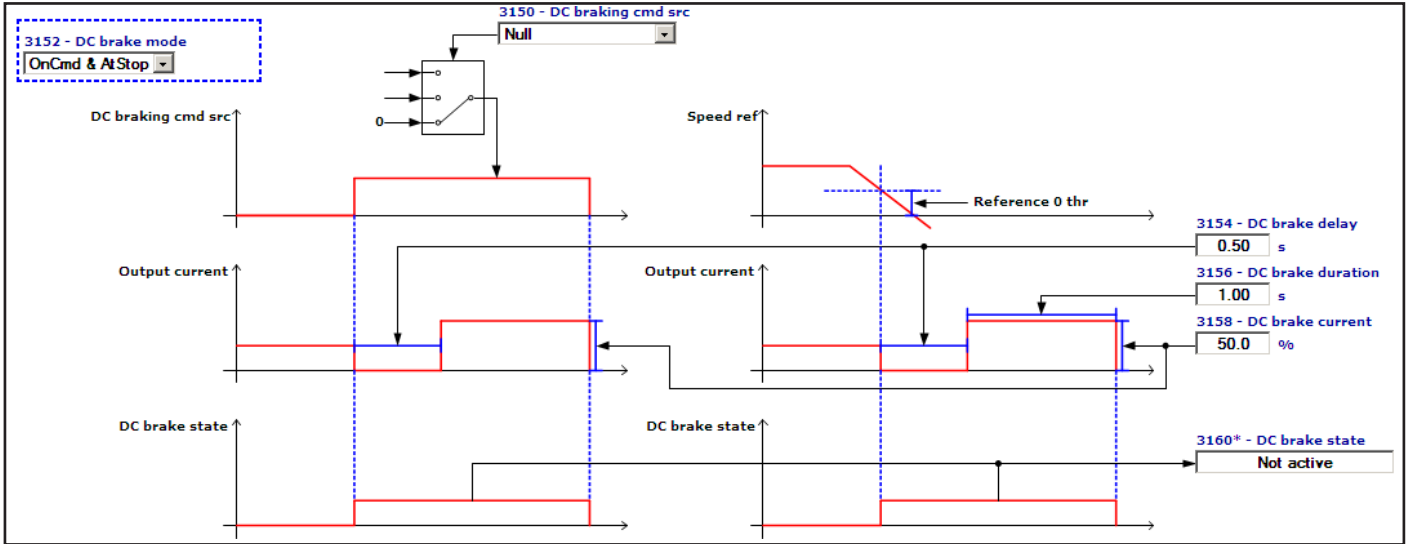 3150 - DC braking cmd src
Null
3152 - DC brake mode
OnCmd & AtStop
DC braking cmd src
0
Speed ref
Reference 0 thr
3154 - DC brake delay
0.50 s
Output current
Output current
3156 - DC brake duration
1.00 s
3158 - DC brake current
50.0 %
DC brake state
DC brake state
3160* - DC brake state
Not active